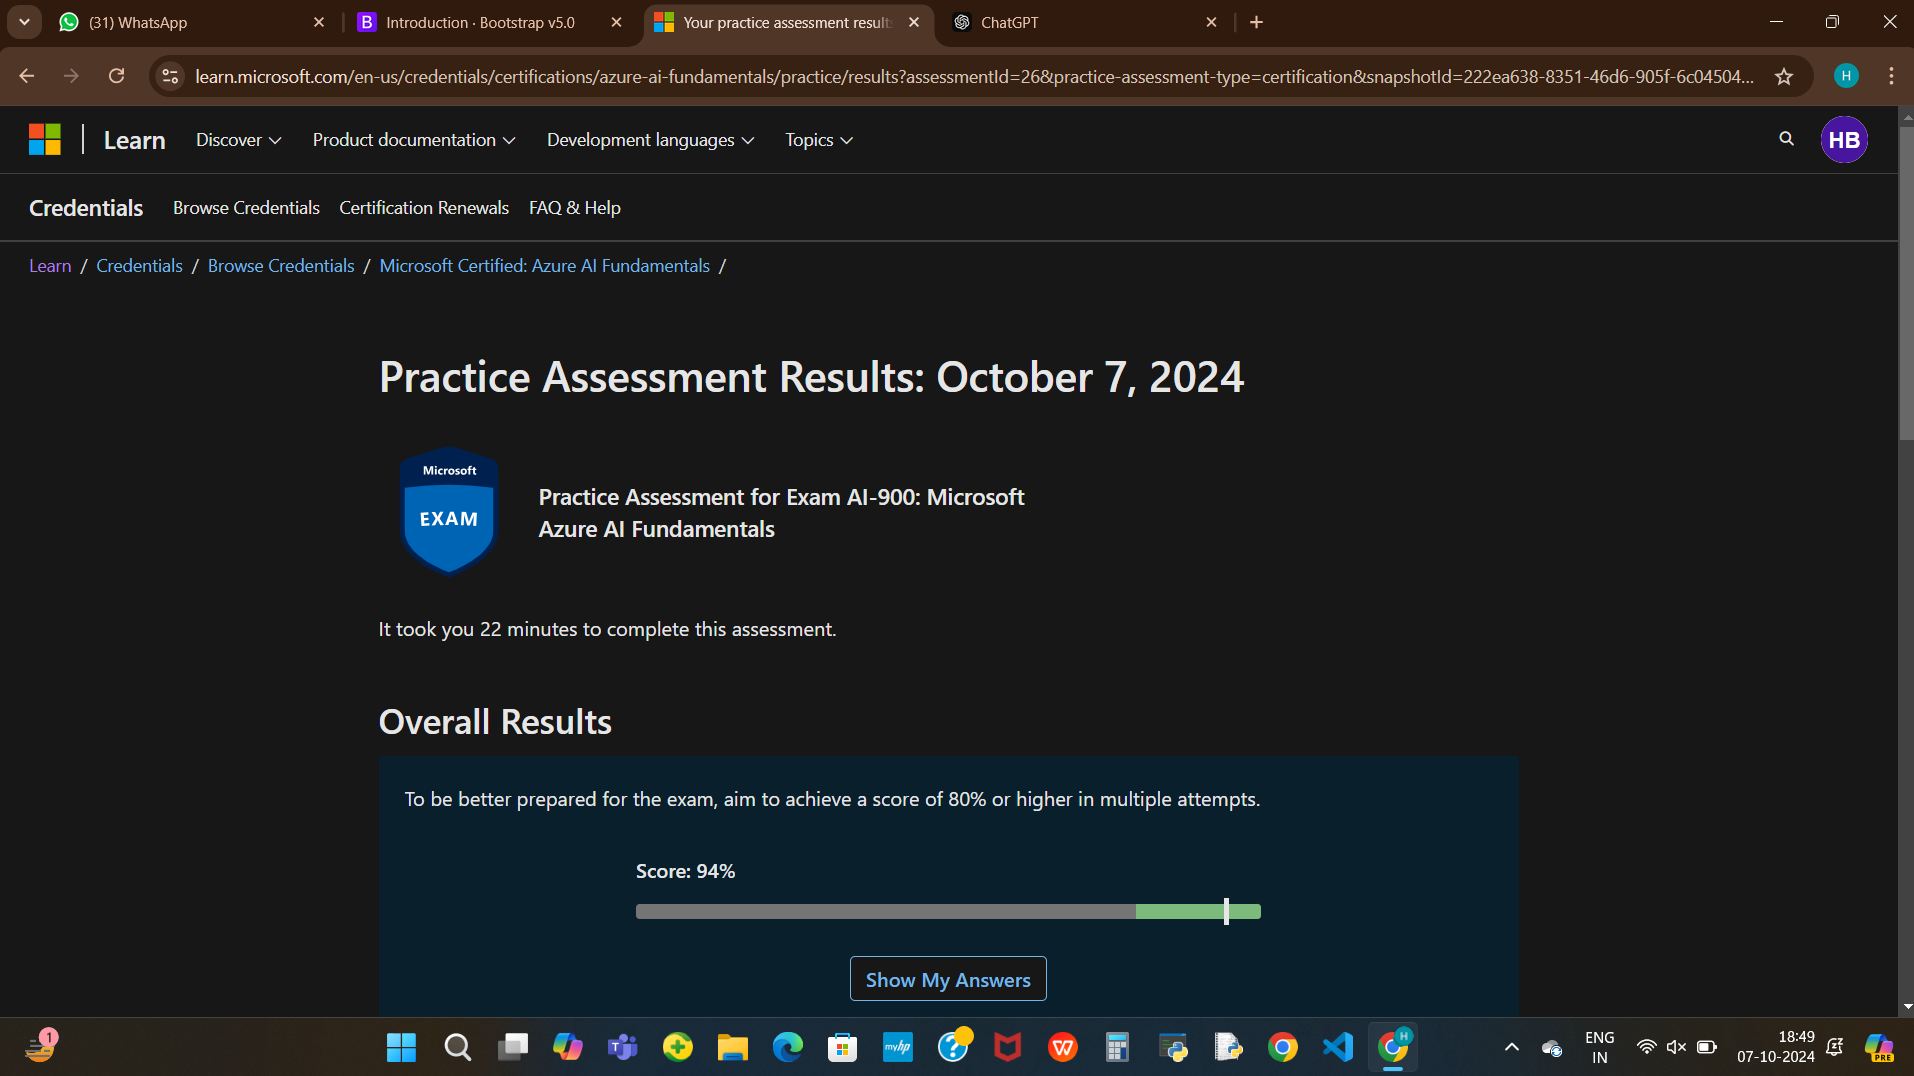 (31) WhatsApp
Introduction · Bootstrap v5.0
Your practice assessment result
ChatGPT
learn.microsoft.com/en-us/credentials/certifications/azure-ai-fundamentals/practice/results?assessmentId=26&practice-assessment-type=certification&snapshotId=222ea638-8351-46d6-905f-6c04504...
H
Learn
Discover
Product documentation
Development languages
Topics
HB
Credentials
Browse Credentials
Certification Renewals
FAQ & Help
Learn / Credentials / Browse Credentials / Microsoft Certified: Azure AI Fundamentals /
Practice Assessment Results: October 7, 2024
Microsoft
EXAM
Practice Assessment for Exam AI-900: Microsoft
Azure AI Fundamentals
It took you 22 minutes to complete this assessment.
Overall Results
To be better prepared for the exam, aim to achieve a score of 80% or higher in multiple attempts.
Score: 94%
Show My Answers
1
myhp
ENG
IN
18:49
07-10-2024
PRE